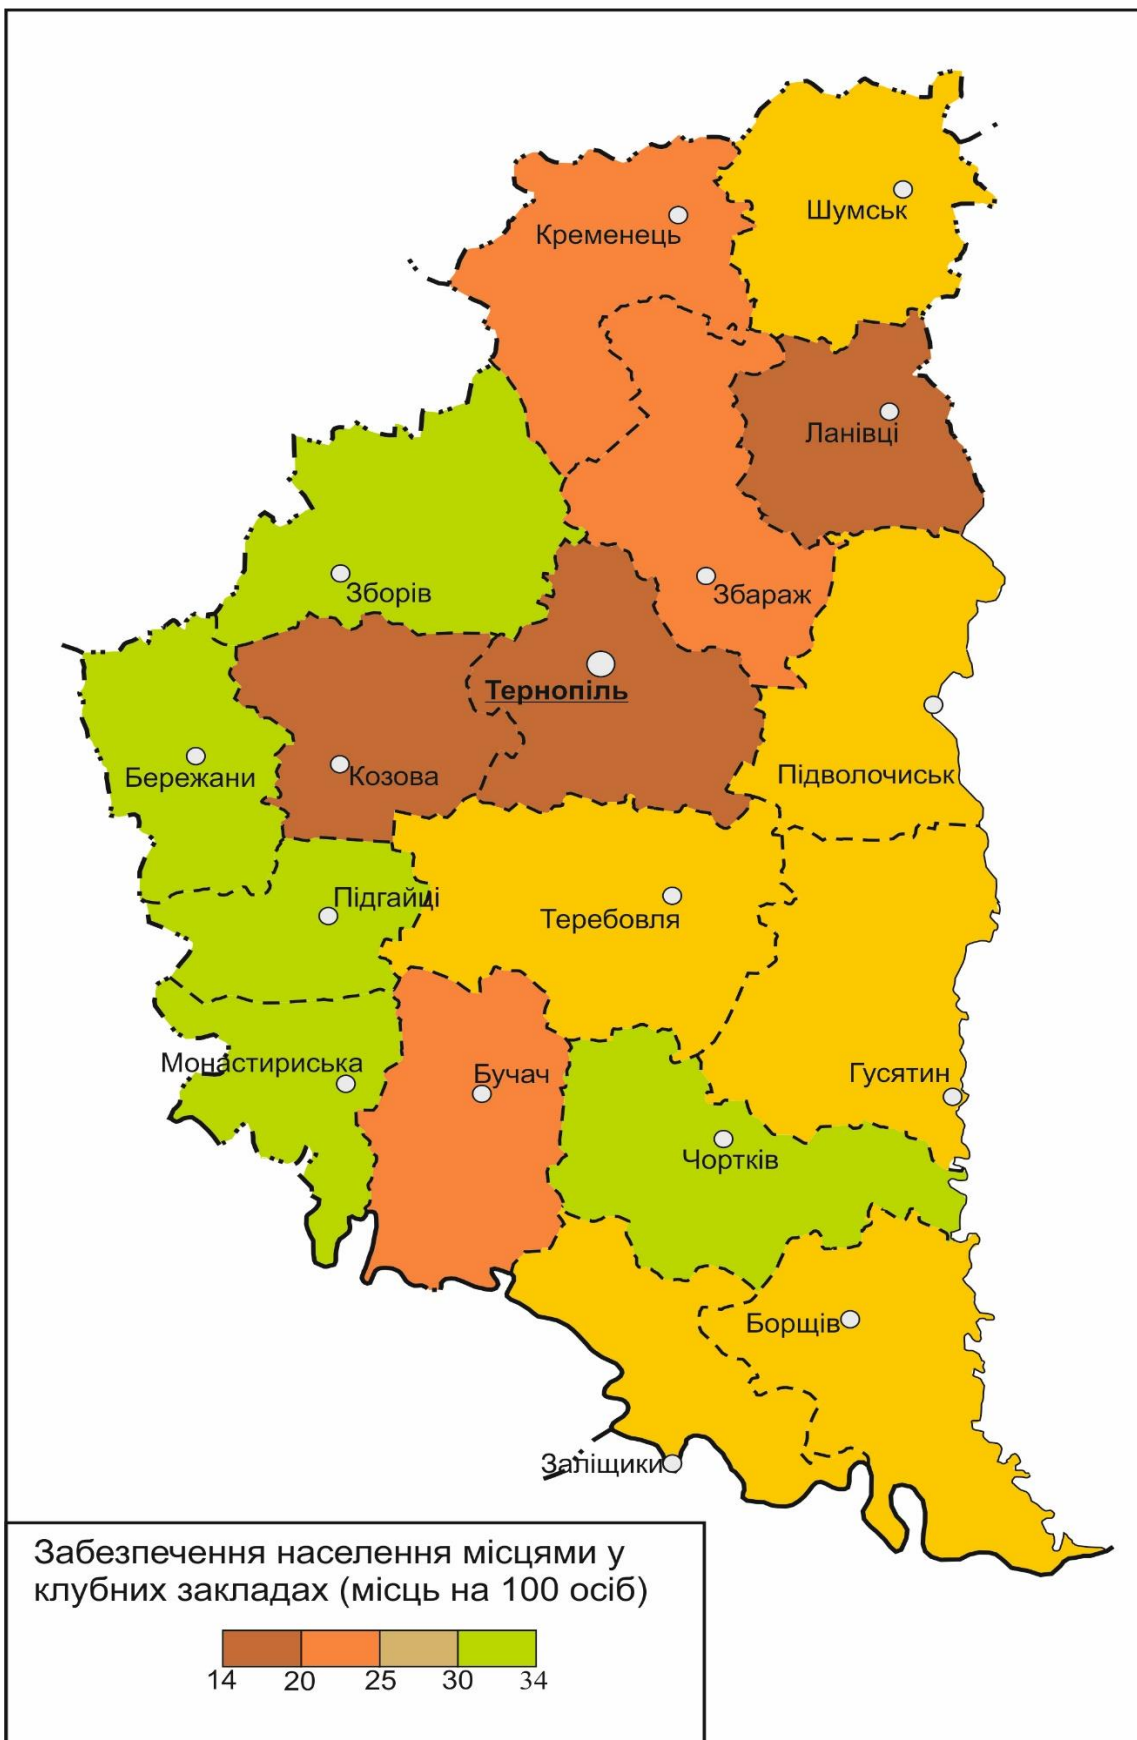 Шумськ
Кременець
Ланівці
Зборів
Збараж
Тернопіль
Бережани
Козова
Підволочиськ
Підгайці
Теребовля
Монастириська
Бучач
Гусятин
Чортків
Борщів
Заліщики
Забезпечення населення місцями у
клубних закладах (місць на 100 осіб)
14 20 25 30 34